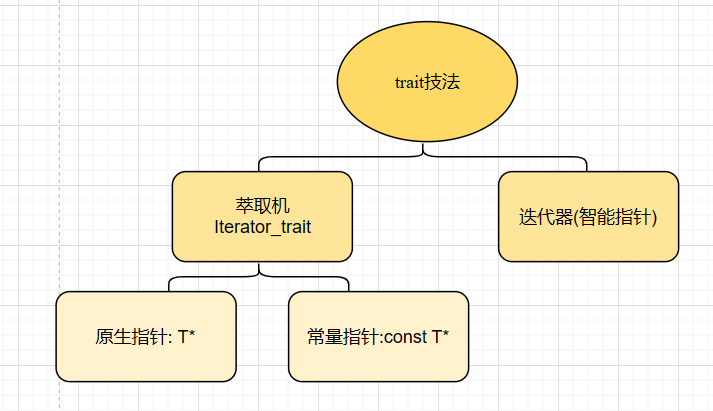 trait技法
萃取机
Iterator_trait
迭代器(智能指针)
原生指针: T*
常量指针:const T*